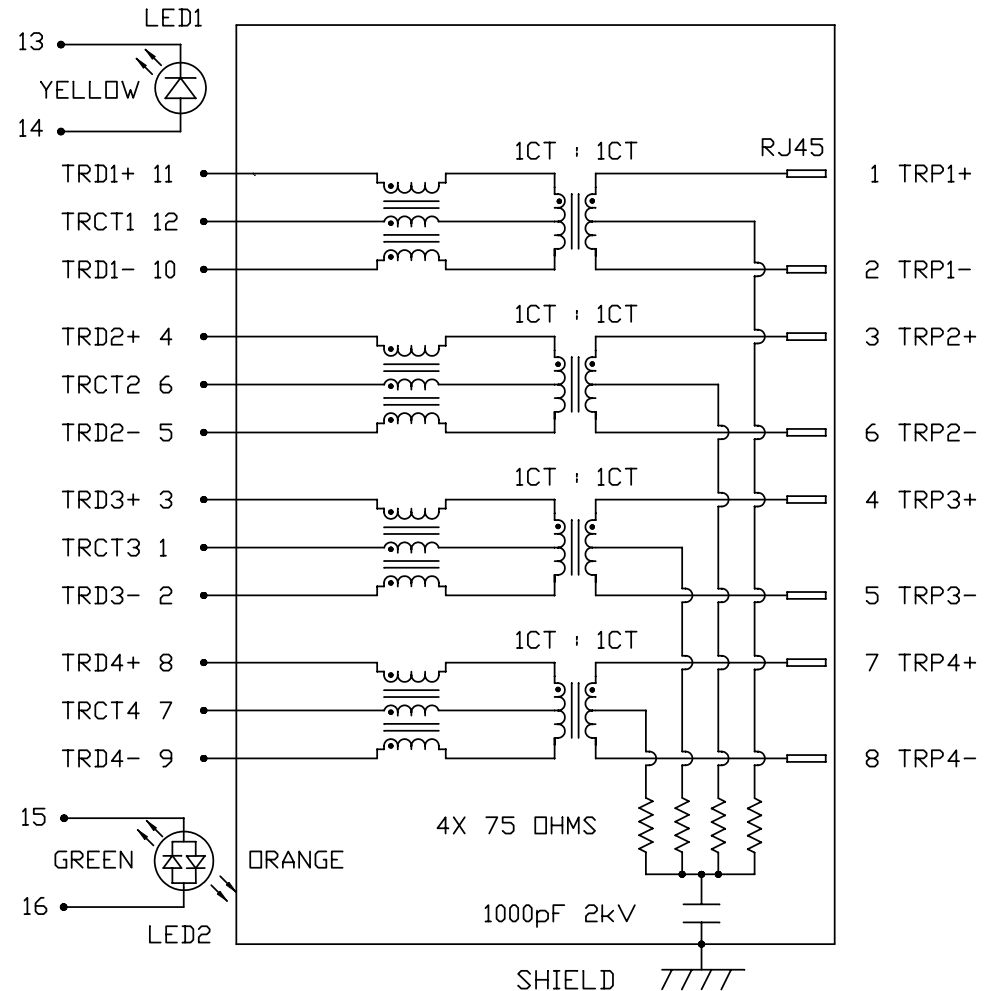 LED1
13
YELLOW
14
1CT : 1CT
RJ45
TRD1+ 11
1 TRP1+
TRCT1 12
TRD1- 10
2 TRP1-
1CT : 1CT
TRD2+ 4
3 TRP2+
TRCT2 6
TRD2- 5
6 TRP2-
1CT : 1CT
TRD3+ 3
4 TRP3+
TRCT3 1
TRD3- 2
5 TRP3-
1CT : 1CT
TRD4+ 8
7 TRP4+
TRCT4 7
TRD4- 9
8 TRP4-
15
4X 75 OHMS
GREEN
ORANGE
16
1000pF 2kV
LED2
SHIELD